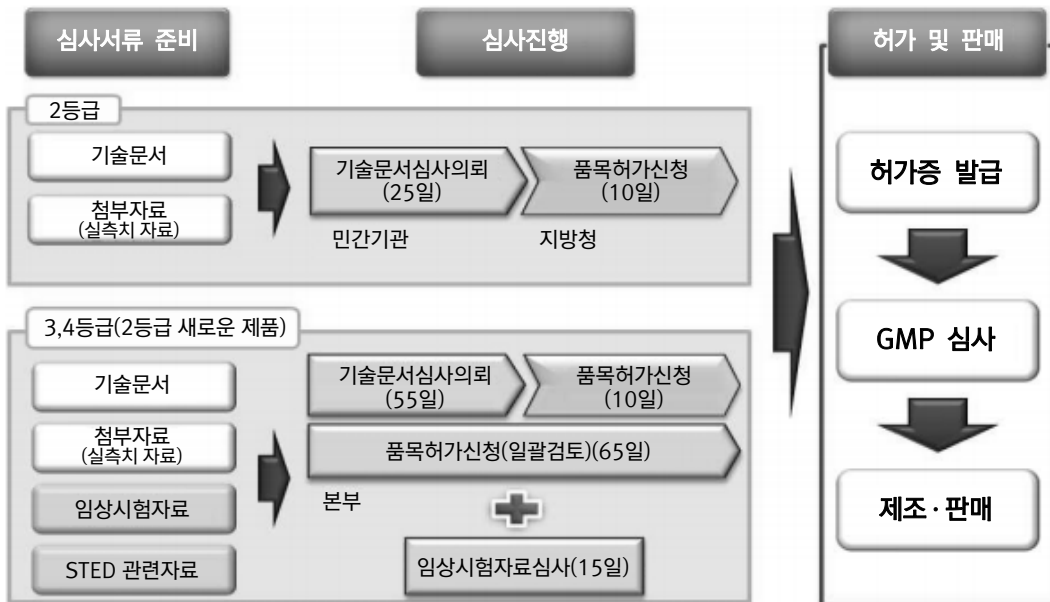 심사서류 준비
심사진행
허가 및 판매
2등급
기술문서
첨부자료
(실측치 자료)
기술문서심사의뢰
(25일)
품목허가신청
(10일)
민간기관
지방청
3,4등급(2등급 새로운 제품)
기술문서
첨부자료
(실측치 자료)
임상시험자료
STED 관련자료
기술문서심사의뢰
(55일)
품목허가신청
(10일)
품목허가신청(일괄검토)(65일)
본부
임상시험자료심사(15일)
허가증 발급
GMP 심사
제조·판매